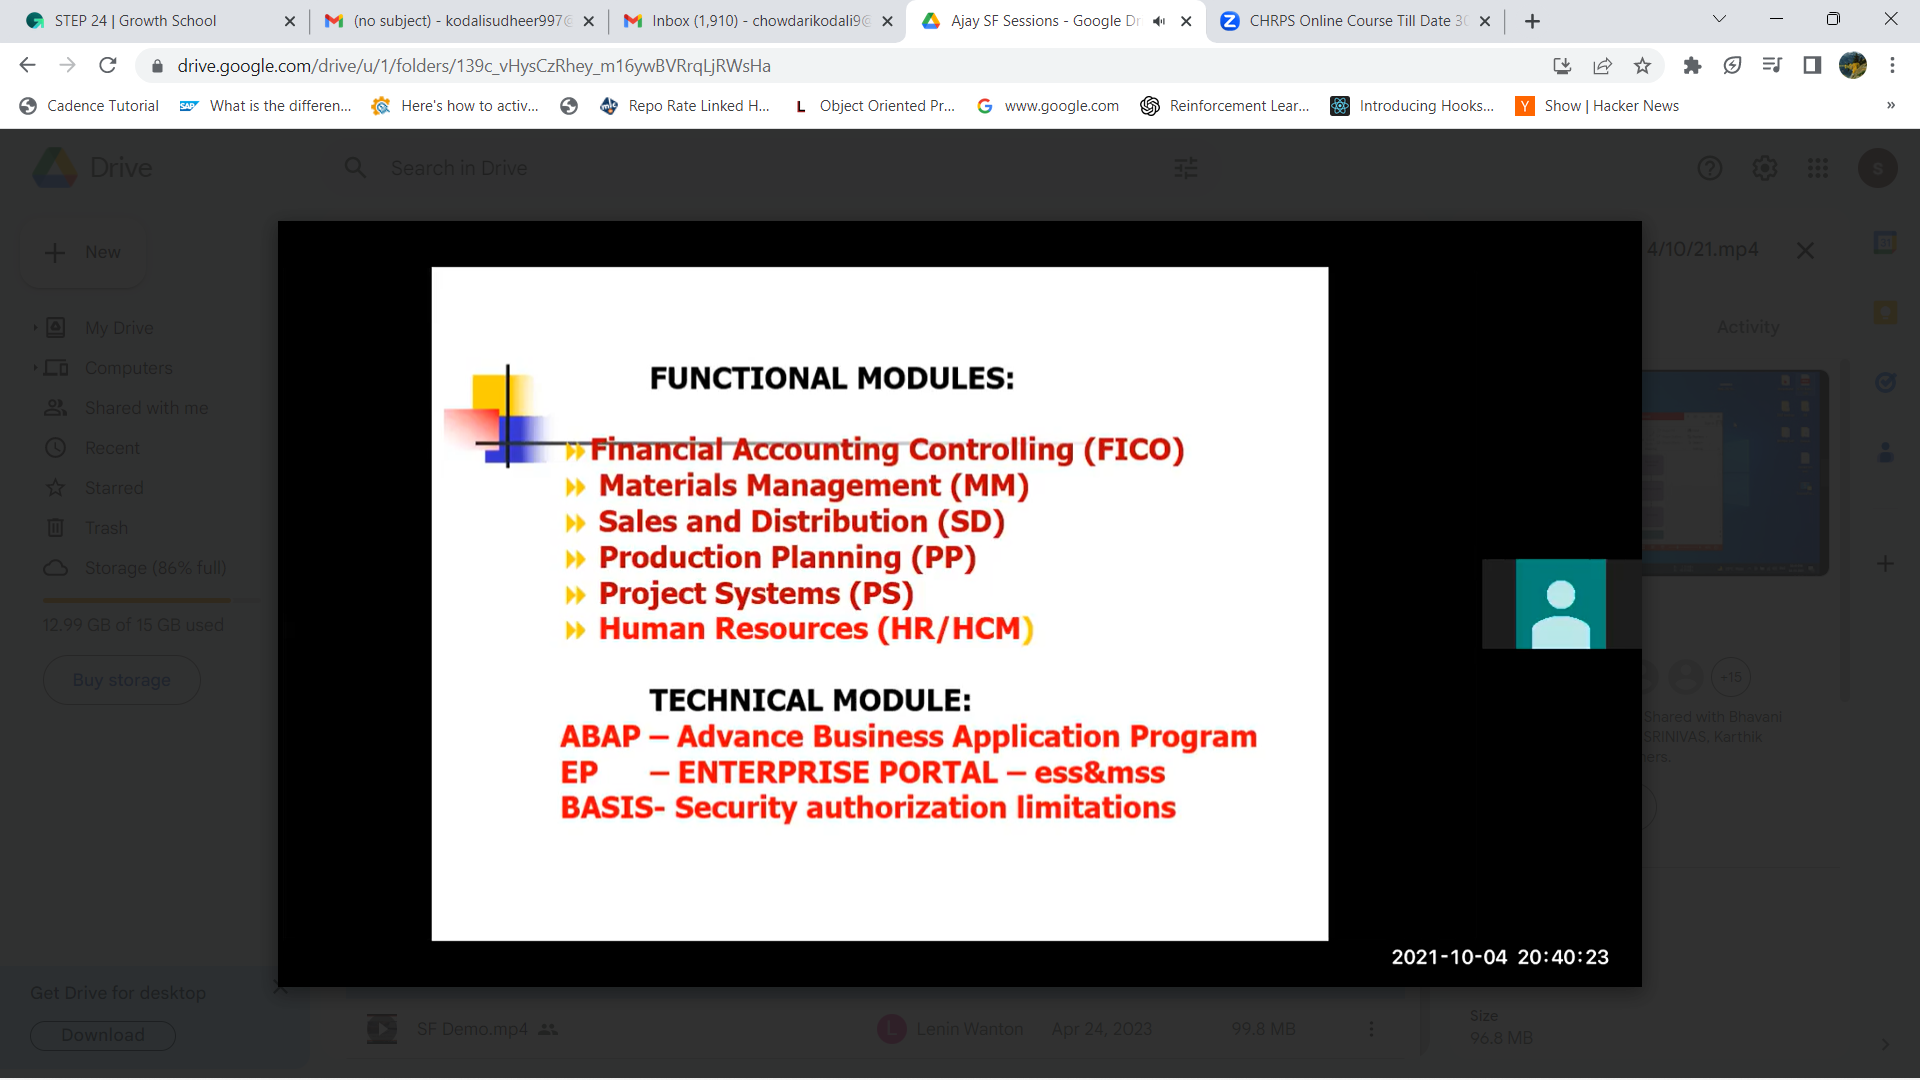 STEP 24 | Growth School
(no subject) - kodalisudheer997@
Inbox (1,910) - chowdarikodali9@
Ajay SF Sessions - Google Dr
CHRPS Online Course Till Date 30
drive.google.com/drive/u/1/folders/139c_vHysCzRhey_m16ywBVRrqLjRWsHa
Cadence Tutorial
What is the differen...
Here's how to activ...
Repo Rate Linked H...
Object Oriented Pr...
www.google.com
Reinforcement Lear...
Introducing Hooks...
Show | Hacker News
»
Drive
Search in Drive
S
New
4/10/21.mp4
My Drive
Activity
Computers
Shared with me
Recent
Starred
Trash
Storage (86% full)
12.99 GB of 15 GB used
Buy storage
FUNCTIONAL MODULES:
Financial Accounting Controlling (FICO)
Materials Management (MM)
Sales and Distribution (SD)
Production Planning (PP)
Project Systems (PS)
Human Resources (HR/HCM)
TECHNICAL MODULE:
ABAP – Advance Business Application Program
EP – ENTERPRISE PORTAL – ess&mss
BASIS- Security authorization limitations
+15
Shared with Bhavani
SRINIVAS, Karthik
2021-10-04 20:40:23
Get Drive for desktop
Download
SF Demo.mp4
L
Lenin Wanton
Apr 24, 2023
99.8 MB
Size
96.8 MB